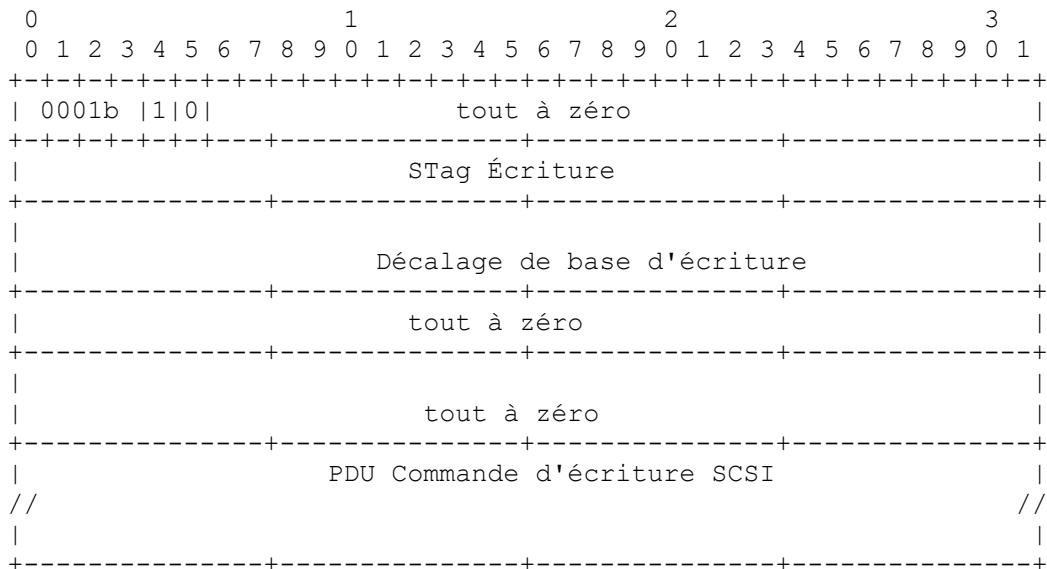 0                   1                   2                   3
 0 1 2 3 4 5 6 7 8 9 0 1 2 3 4 5 6 7 8 9 0 1 2 3 4 5 6 7 8 9 0 1
+-+-+-+-+-+-+-+-+-+-+-+-+-+-+-+-+-+-+-+-+-+-+-+-+-+-+-+-+-+-+-+-+
| 0001b |1|0|               tout à zéro                         |
+-+-+-+-+-+-+---+---------------+---------------+---------------+
|                        STag Écriture                          |
+---------------+---------------+---------------+---------------+
|                                                               |
|                      Décalage de base d'écriture              |
+---------------+---------------+---------------+---------------+
|                        tout à zéro                            |
+---------------+---------------+---------------+---------------+
|                                                               |
|                         tout à zéro                           |
+---------------+---------------+---------------+---------------+
|                   PDU Commande d'écriture SCSI                |
//                                                             //
|                                                               |
+---------------+---------------+---------------+---------------+